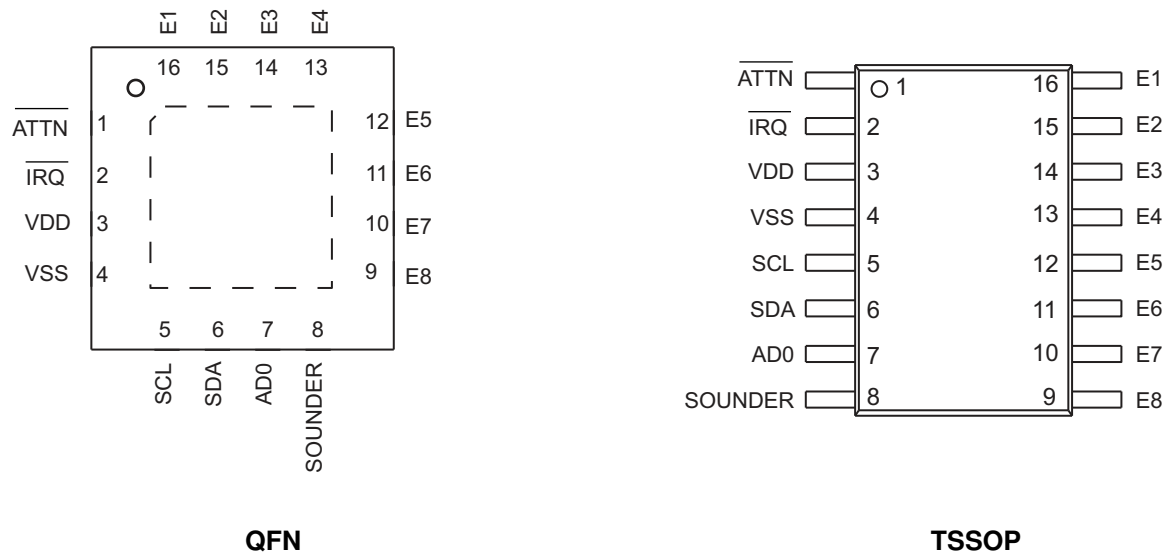 E1 E2 E3 E4
16 15 14 13
ATTN 1 12 E5
IRQ 2 11 E6
VDD 3 10 E7
VSS 4 9 E8
5 6 7 8
SCL SDA AD0 SOUNDER
QFN
ATTN 1 16 E1
IRQ 2 15 E2
VDD 3 14 E3
VSS 4 13 E4
SCL 5 12 E5
SDA 6 11 E6
AD0 7 10 E7
SOUNDER 8 9 E8
TSSOP